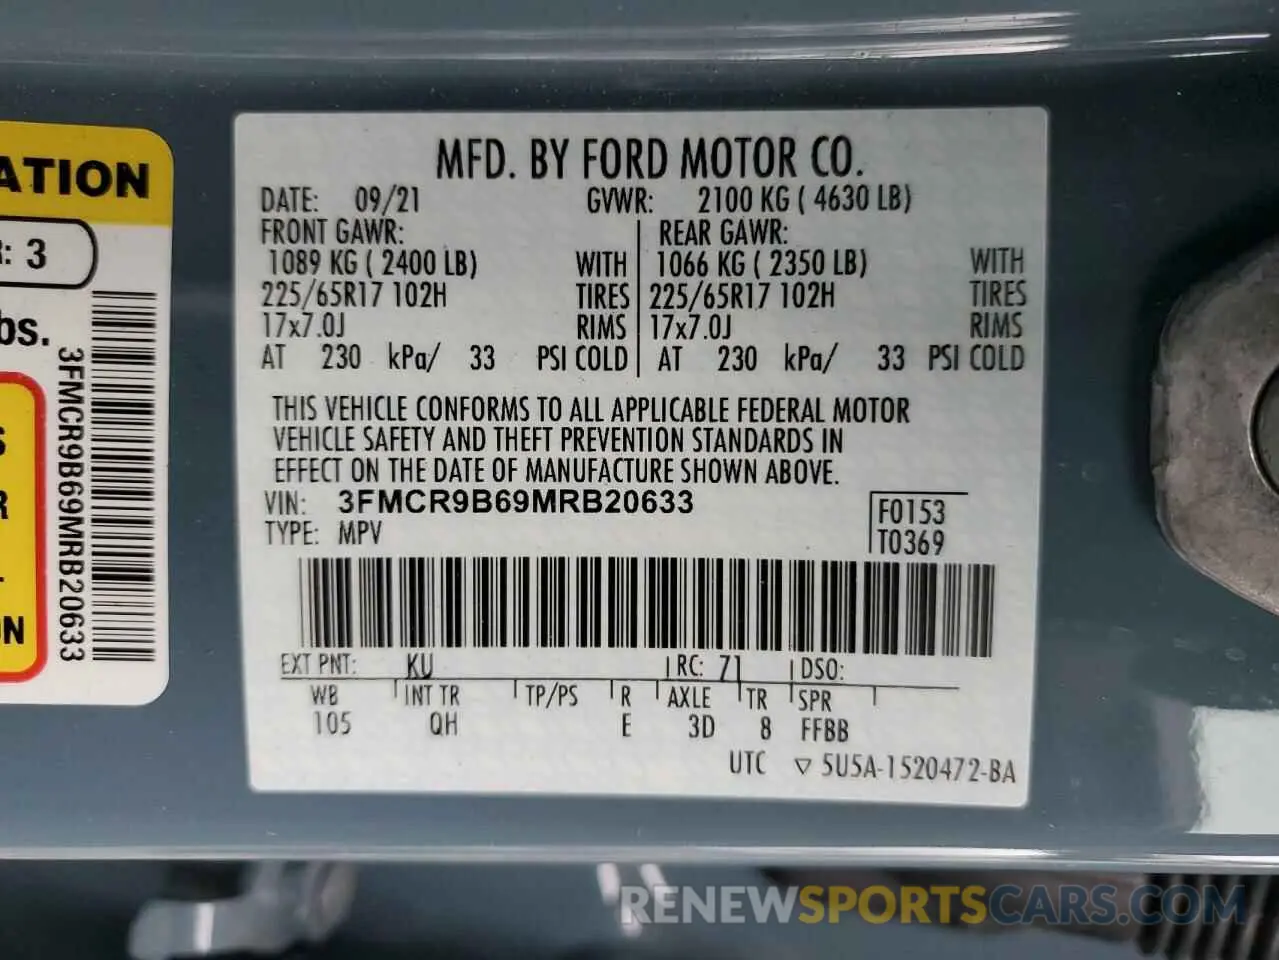 ATION
R: 3
bs.
3FMCR9B69MRB20633
S
R
ON
MFD. BY FORD MOTOR CO.
DATE: 09/21 GVWR: 2100 KG ( 4630 LB)
FRONT GAWR: REAR GAWR:
1089 KG ( 2400 LB) WITH 1066 KG ( 2350 LB) WITH
225/65R17 102H TIRES 225/65R17 102H TIRES
17x7.0J RIMS 17x7.0J RIMS
AT 230 kPa/ 33 PSI COLD AT 230 kPa/ 33 PSI COLD
THIS VEHICLE CONFORMS TO ALL APPLICABLE FEDERAL MOTOR
VEHICLE SAFETY AND THEFT PREVENTION STANDARDS IN
EFFECT ON THE DATE OF MANUFACTURE SHOWN ABOVE.
VIN: 3FMCR9B69MRB20633
TYPE: MPV
F0153
T0369
EXT PNT: KU RC: 71 DSO:
WB INT TR TP/PS R AXLE TR SPR
105 QH E 3D 8 FFBB
UTC ▽ 5U5A-1520472-BA
RENEWSPORTSCARS.COM